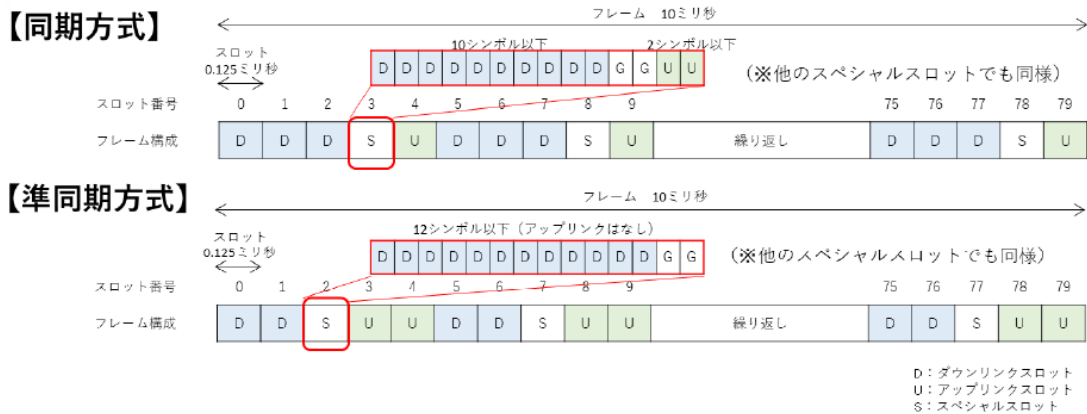 【同期方式】
フレーム 10ミリ秒
スロット
0.125ミリ秒
10シンボル以下 2シンボル以下
D D D D D D D D D D G G U U
(※他のスペシャルスロットでも同様)
スロット番号 0 1 2 3 4 5 6 7 8 9 75 76 77 78 79
フレーム構成 D D D S U D D D S U 繰り返し D D D S U
【準同期方式】
フレーム 10ミリ秒
スロット
0.125ミリ秒
12シンボル以下(アップリンクはなし)
D D D D D D D D D D D D G G
(※他のスペシャルスロットでも同様)
スロット番号 0 1 2 3 4 5 6 7 8 9 75 76 77 78 79
フレーム構成 D D S U U D D S U U 繰り返し D D S U U
D:ダウンリンクスロット
U:アップリンクスロット
S:スペシャルスロット